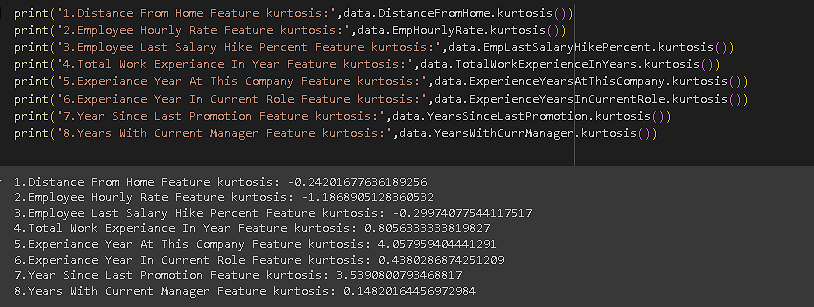 print('1.Distance From Home Feature kurtosis:',data.DistanceFromHome.kurtosis())
print('2.Employee Hourly Rate Feature kurtosis:',data.EmpHourlyRate.kurtosis())
print('3.Employee Last Salary Hike Percent Feature kurtosis:',data.EmpLastSalaryHikePercent.kurtosis())
print('4.Total Work Expeirance In Year Feature kurtosis:',data.TotalWorkExperienceInYears.kurtosis())
print('5.Experiance Year At This Company Feature kurtosis:',data.ExperienceYearsAtThisCompany.kurtosis())
print('6.Experiance Year In Current Role Feature kurtosis:',data.ExperienceYearsInCurrentRole.kurtosis())
print('7.Year Since Last Promotion Feature kurtosis:',data.YearsSinceLastPromotion.kurtosis())
print('8.Years With Current Manager Feature kurtosis:',data.YearsWithCurrManager.kurtosis())
1.Distance From Home Feature kurtosis: -0.24201677636189256
2.Employee Hourly Rate Feature kurtosis: -1.1868905128360532
3.Employee Last Salary Hike Percent Feature kurtosis: -0.29974077544117517
4.Total Work Expeirance In Year Feature kurtosis: 0.8056333333819827
5.Experiance Year At This Company Feature kurtosis: 4.057959404441291
6.Experiance Year In Current Role Feature kurtosis: 0.4380286874251209
7.Year Since Last Promotion Feature kurtosis: 3.5390800793468817
8.Years With Current Manager Feature kurtosis: 0.14820164456972984